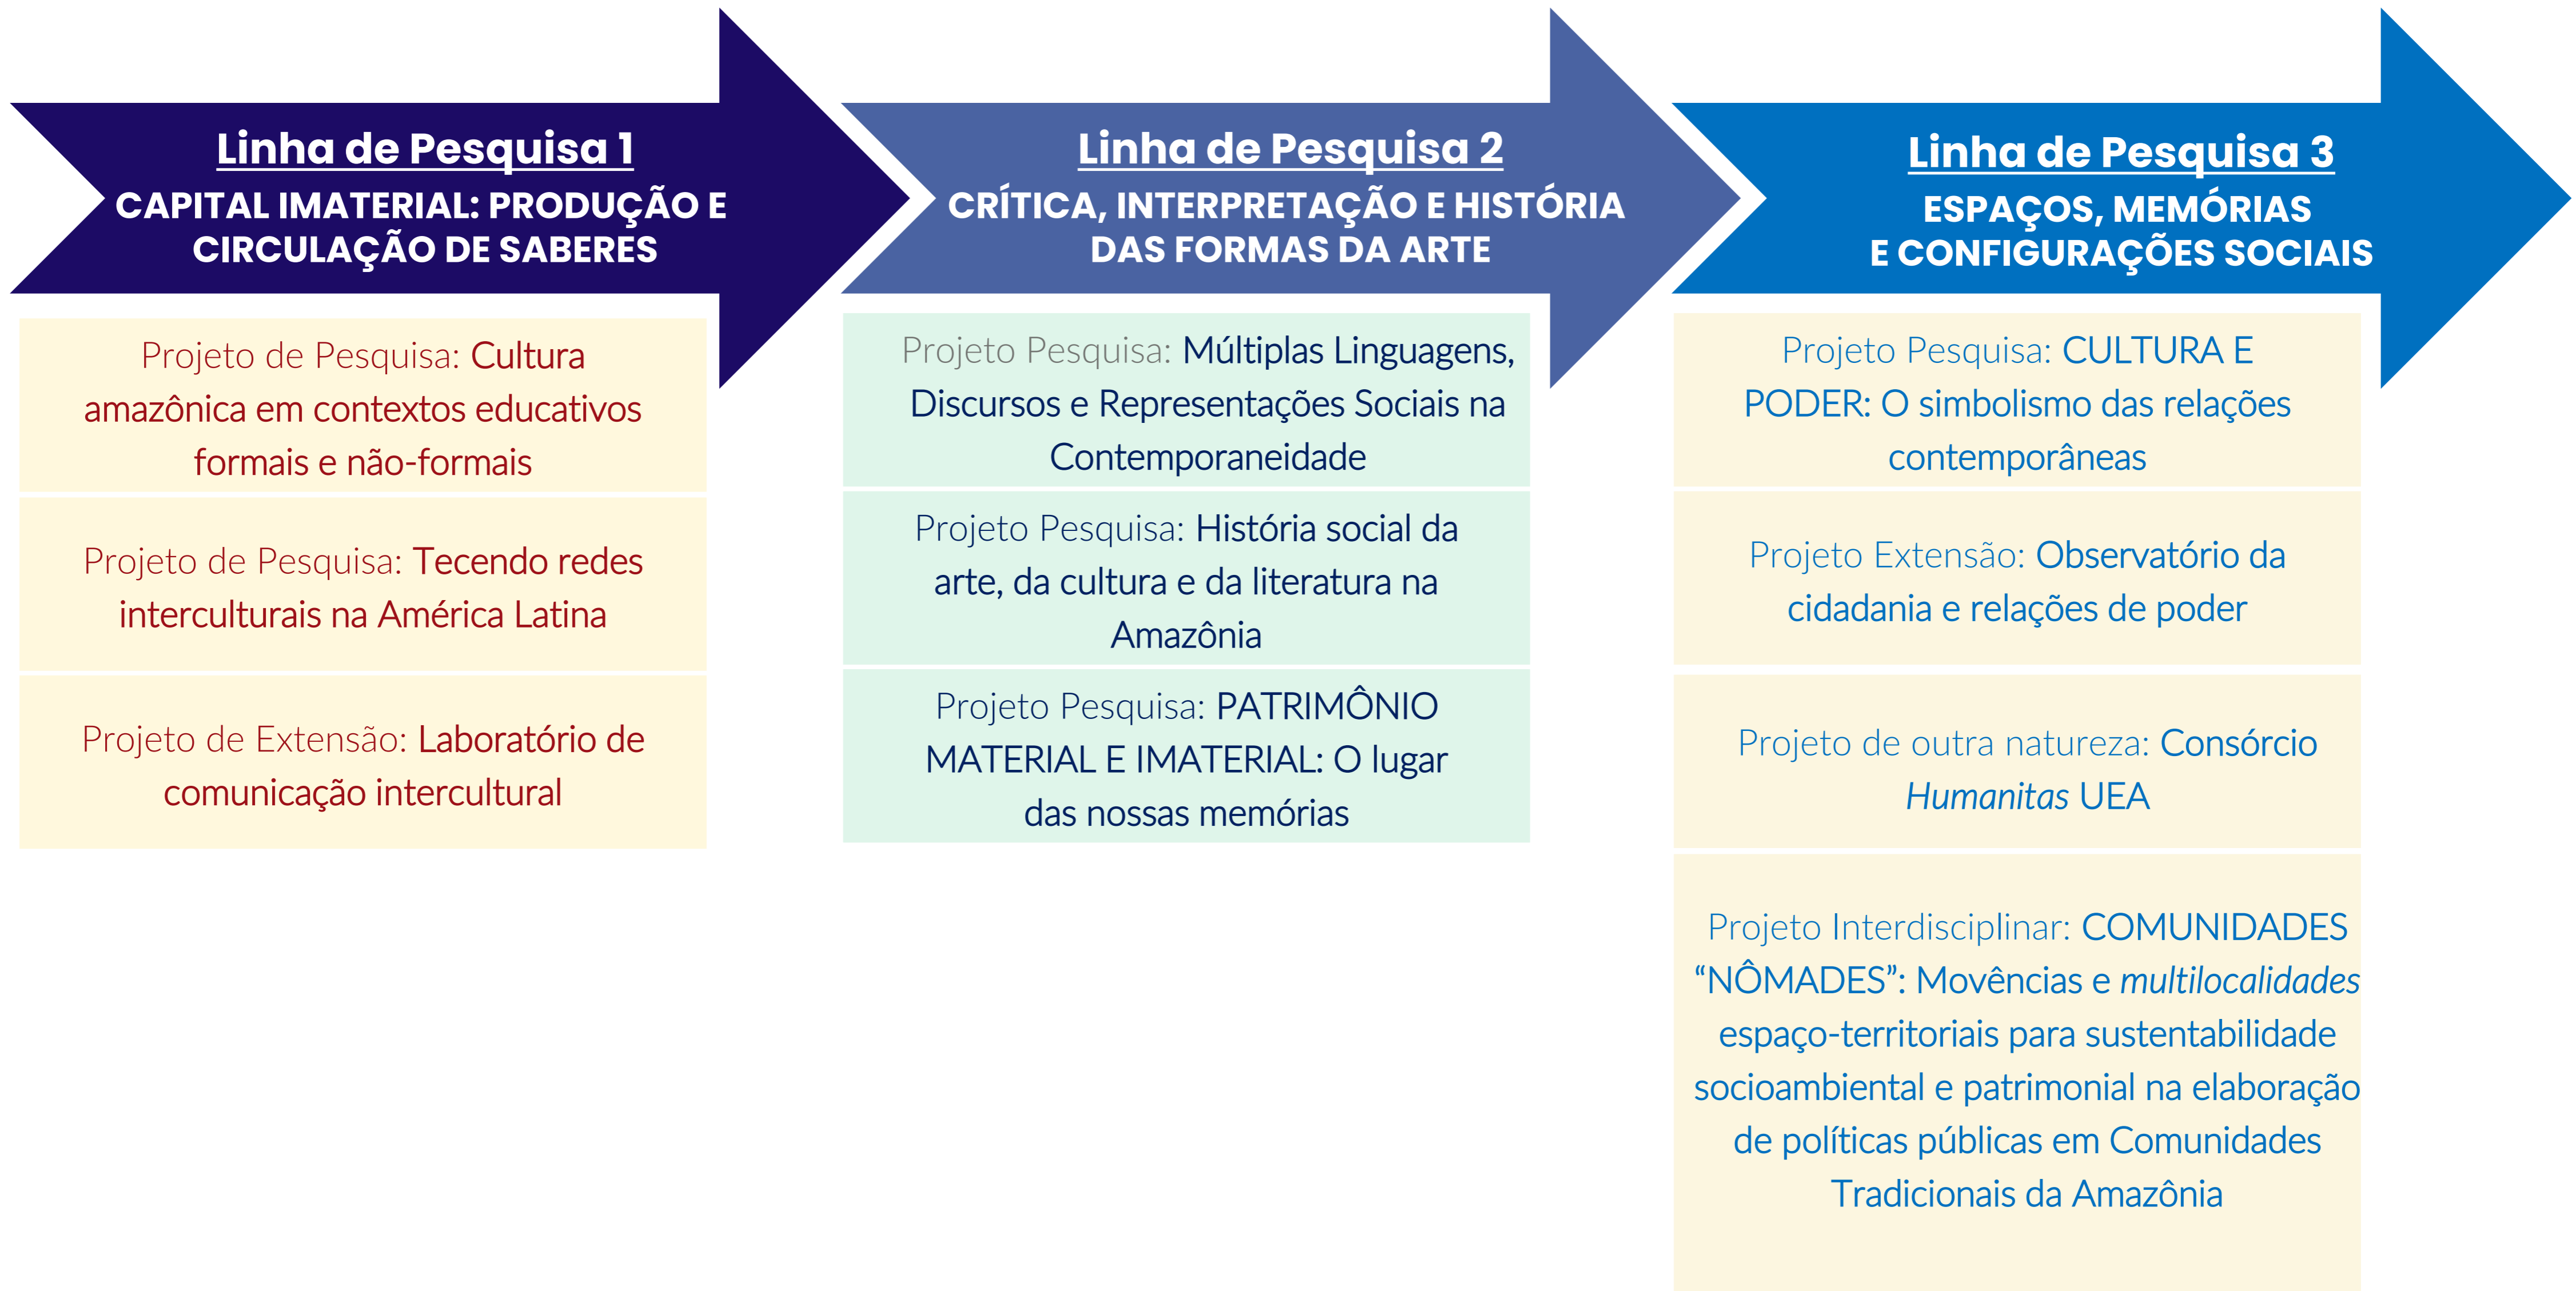 Linha de Pesquisa 1
CAPITAL IMATERIAL: PRODUÇÃO E
CIRCULAÇÃO DE SABERES
Projeto de Pesquisa: Cultura
amazônica em contextos educativos
formais e não-formais
Projeto de Pesquisa: Tecendo redes
interculturais na América Latina
Projeto de Extensão: Laboratório de
comunicação intercultural
Linha de Pesquisa 2
CRÍTICA, INTERPRETAÇÃO E HISTÓRIA
DAS FORMAS DA ARTE
Projeto Pesquisa: Múltiplas Linguagens,
Discursos e Representações Sociais na
Contemporaneidade
Projeto Pesquisa: História social da
arte, da cultura e da literatura na
Amazônia
Projeto Pesquisa: PATRIMÔNIO
MATERIAL E IMATERIAL: O lugar
das nossas memórias
Linha de Pesquisa 3
ESPAÇOS, MEMÓRIAS
E CONFIGURAÇÕES SOCIAIS
Projeto Pesquisa: CULTURA E
PODER: O simbolismo das relações
contemporâneas
Projeto Extensão: Observatório da
cidadania e relações de poder
Projeto de outra natureza: Consórcio
Humanitas UEA
Projeto Interdisciplinar: COMUNIDADES
“NÔMADES”: Movências e multilocalidades
espaço-territoriais para sustentabilidade
socioambiental e patrimonial na elaboração
de políticas públicas em Comunidades
Tradicionais da Amazônia